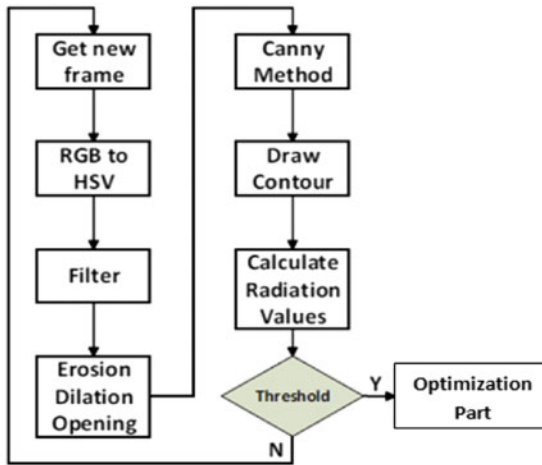 Get new
frame
RGB to
HSV
Filter
Erosion
Dilation
Opening
Canny
Method
Draw
Contour
Calculate
Radiation
Values
Threshold
Y
N
Optimization
Part